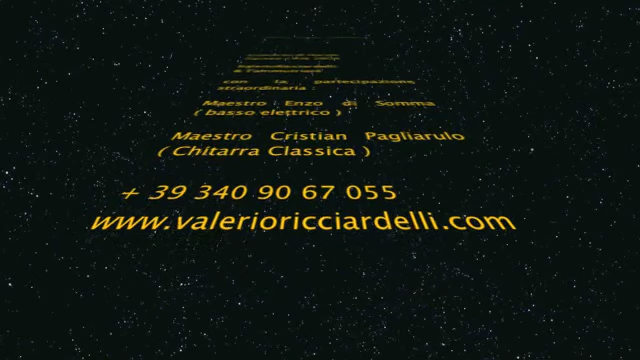 con la partecipazione
straordinaria :
Maestro Enzo di Somma
( basso elettrico )
Maestro Cristian Pagliarulo
( Chitarra Classica )
+ 39 340 90 67 055
www.valerioricciardelli.com